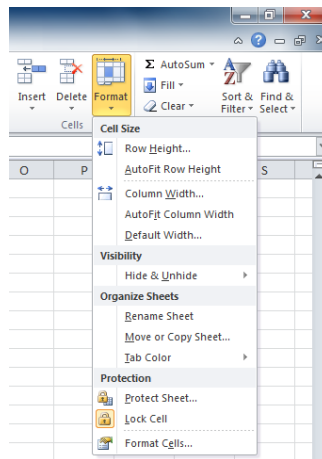 Σ AutoSum
Fill
Clear
Insert Delete Format
Sort & Filter
Find & Select
Cells
Cell Size
Row Height...
AutoFit Row Height
Column Width...
AutoFit Column Width
Default Width...
Visibility
Hide & Unhide
Organize Sheets
Rename Sheet
Move or Copy Sheet...
Tab Color
Protection
Protect Sheet...
Lock Cell
Format Cells...
O P S